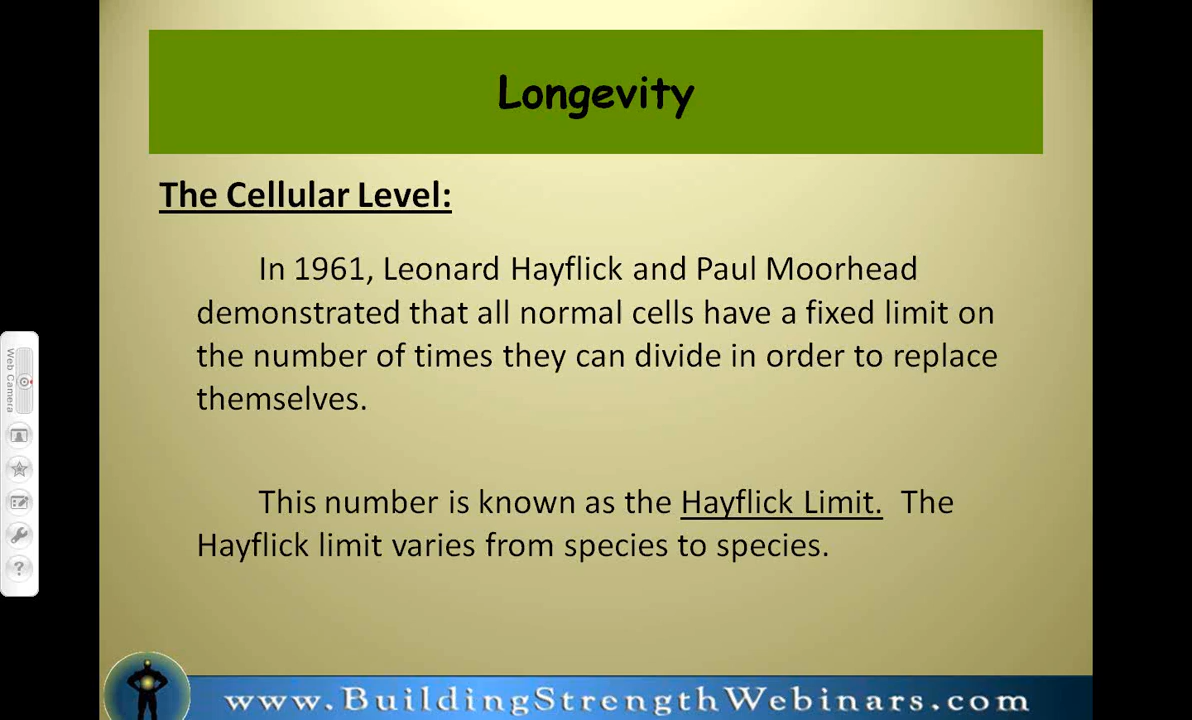 Longevity
The Cellular Level:
In 1961, Leonard Hayflick and Paul Moorhead
demonstrated that all normal cells have a fixed limit on
the number of times they can divide in order to replace
themselves.
This number is known as the Hayflick Limit. The
Hayflick limit varies from species to species.
Web Camera
?
www.BuildingStrengthWebinars.com